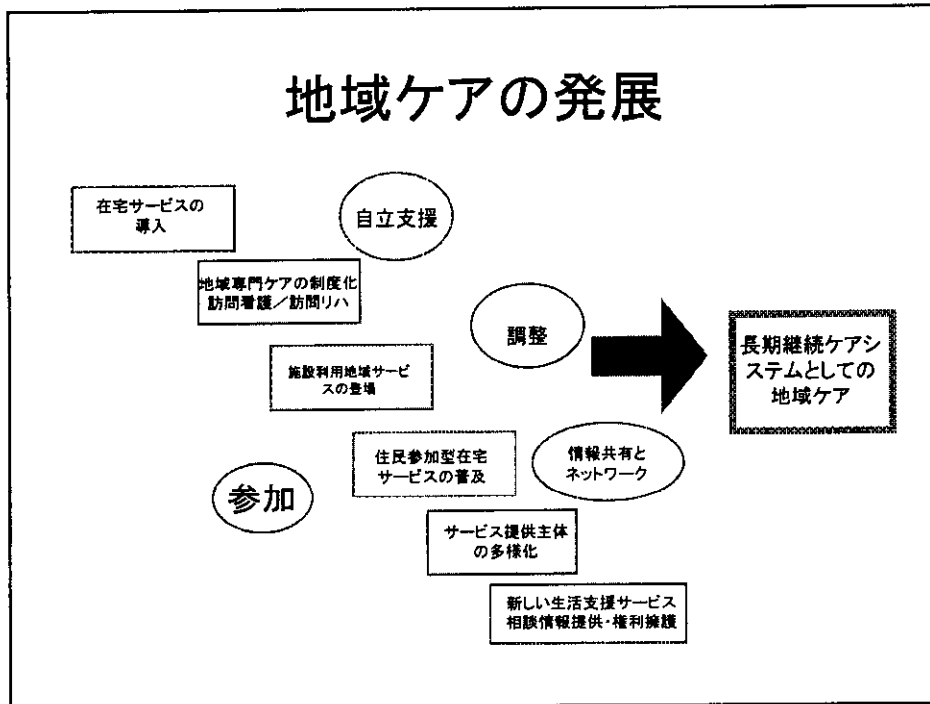 地域ケアの発展
在宅サービスの
導入
自立支援
地域専門ケアの制度化
訪問看護／訪問リハ
調整
長期継続ケアシ
ステムとしての
地域ケア
施設利用地域サービ
スの登場
住民参加型在宅
サービスの普及
情報共有と
ネットワーク
参加
サービス提供主体
の多様化
新しい生活支援サービス
相談情報提供・権利擁護